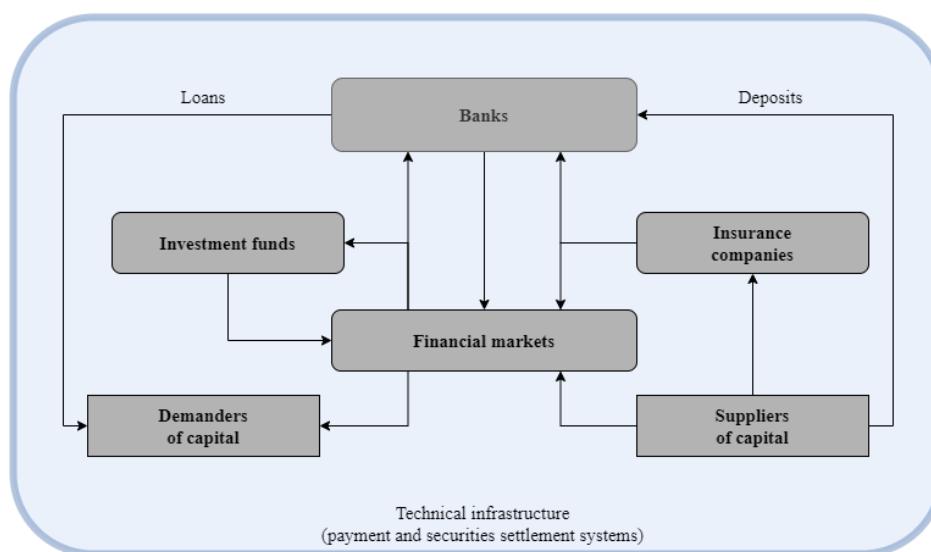 Loans
Banks
Deposits
Investment funds
Insurance
companies
Financial markets
Demanders
of capital
Suppliers
of capital
Technical infrastructure
(payment and securities settlement systems)